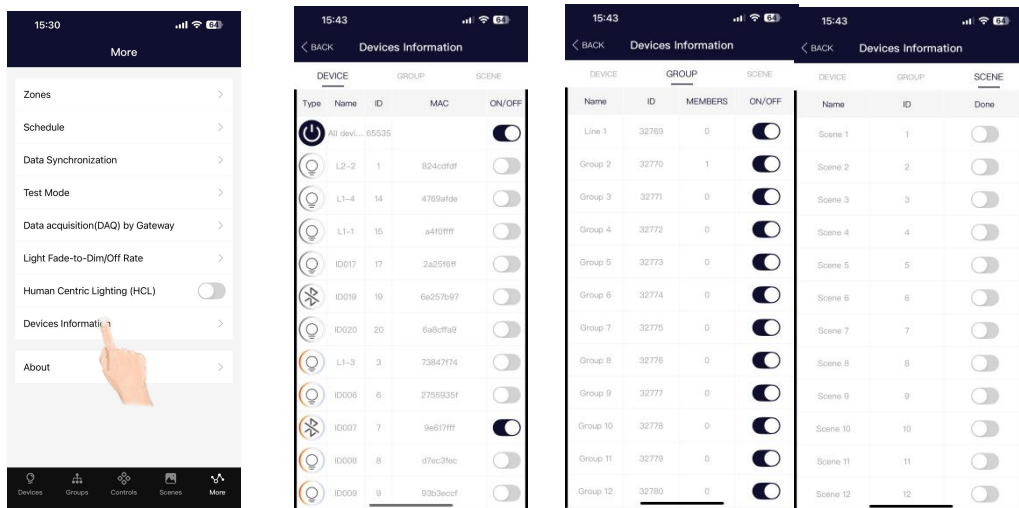 15:30
64
More
Zones
Schedule
Data Synchronization
Test Mode
Data acquisition(DAQ) by Gateway
Light Fade-to-Dim/Off Rate
Human Centric Lighting (HCL)
Devices Information
About
Devices Groups Controls Scenes More
15:43
64
BACK Devices Information
DEVICE GROUP SCENE
Type Name ID MAC ON/OFF
All devi... 65535
L2-2 1 824cdfdf
L1-4 14 4769afde
L1-1 15 a4f0ffff
ID017 17 2a25f6ff
ID019 19 6e257b97
ID020 20 6a8cffa9
L1-3 3 73847f74
ID006 6 2755935f
ID007 7 9e617fff
ID008 8 d7ec3fec
ID009 9 93b3eccf
15:43
64
BACK Devices Information
DEVICE GROUP SCENE
Name ID MEMBERS ON/OFF
Line 1 32769 0
Group 2 32770 1
Group 3 32771 0
Group 4 32772 0
Group 5 32773 0
Group 6 32774 0
Group 7 32775 0
Group 8 32776 0
Group 9 32777 0
Group 10 32778 0
Group 11 32779 0
Group 12 32780 0
15:43
64
BACK Devices Information
DEVICE GROUP SCENE
Name ID Done
Scene 1 1
Scene 2 2
Scene 3 3
Scene 4 4
Scene 5 5
Scene 6 6
Scene 7 7
Scene 8 8
Scene 9 9
Scene 10 10
Scene 11 11
Scene 12 12